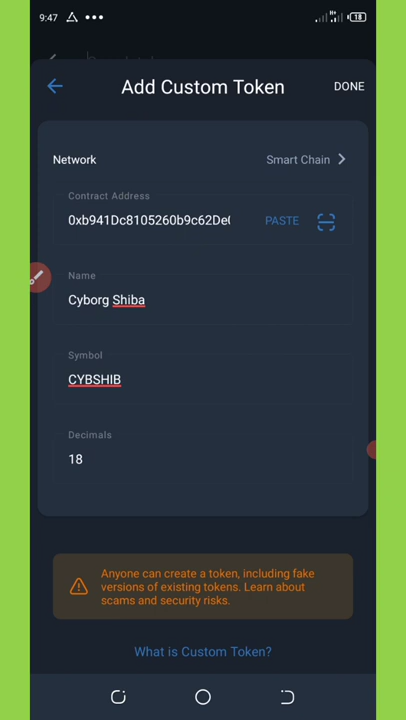 9:47
18
Add Custom Token
DONE
Network
Smart Chain
Contract Address
0xb941Dc8105260b9c62De(
PASTE
Name
Cyborg Shiba
Symbol
CYBSHIB
Decimals
18
Anyone can create a token, including fake
versions of existing tokens. Learn about
scams and security risks.
What is Custom Token?